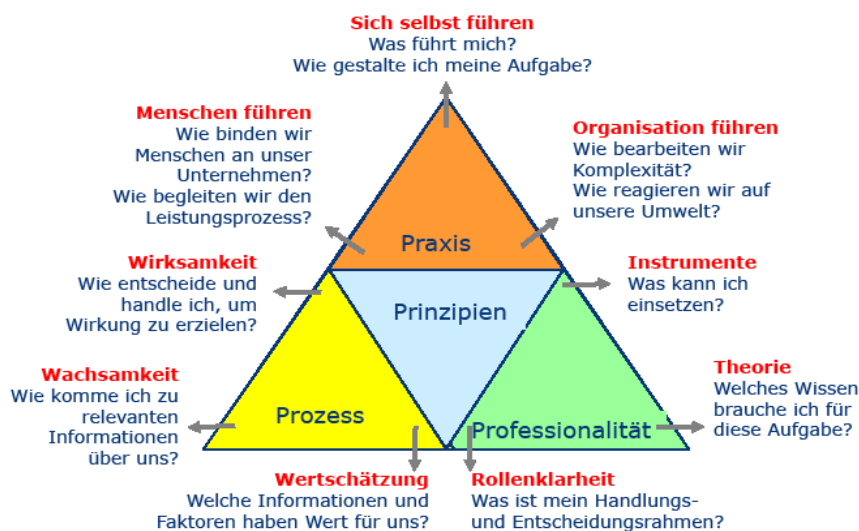 Sich selbst führen
Was führt mich?
Wie gestalte ich meine Aufgabe?
Menschen führen
Wie binden wir
Menschen an unser
Unternehmen?
Wie begleiten wir den
Leistungsprozess?
Organisation führen
Wie bearbeiten wir
Komplexität?
Wie reagieren wir auf
unsere Umwelt?
Praxis
Wirksamkeit
Wie entscheide und
handle ich, um
Wirkung zu erzielen?
Instrumente
Was kann ich
einsetzen?
Prinzipien
Wachsamkeit
Wie komme ich zu
relevanten
Informationen
über uns?
Prozess
Professionalität
Theorie
Welches Wissen
brauche ich für
diese Aufgabe?
Wertschätzung
Welche Informationen und
Faktoren haben Wert für uns?
Rollenklarheit
Was ist mein Handlungs-
und Entscheidungsrahmen?